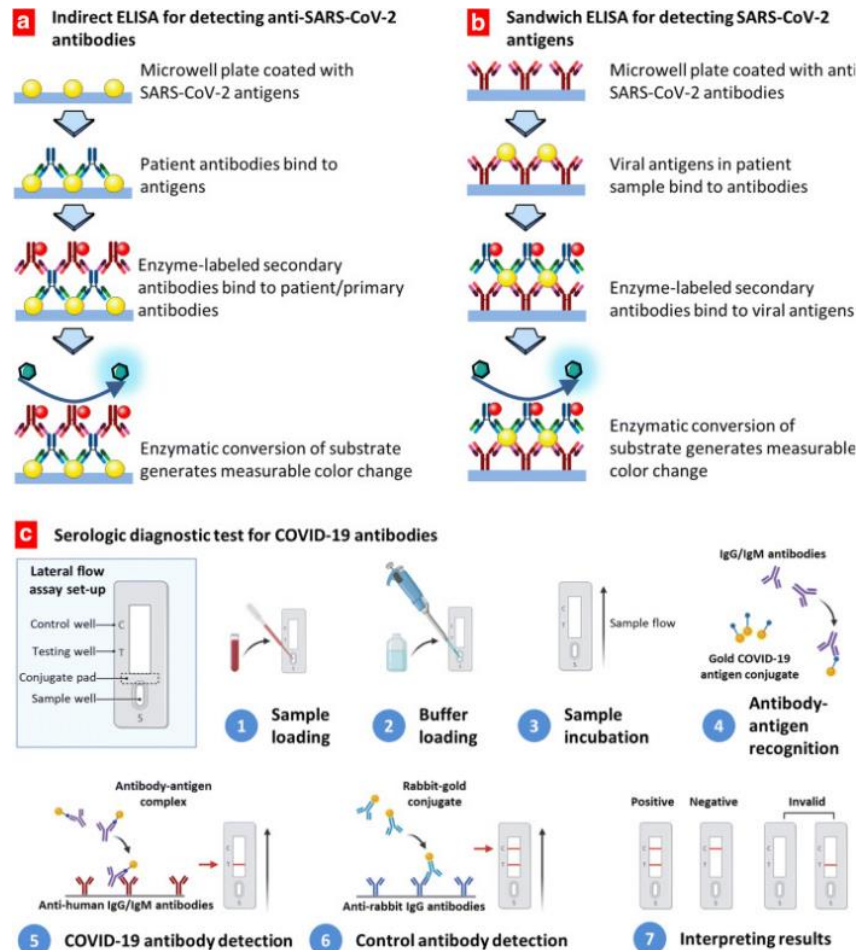 a Indirect ELISA for detecting anti-SARS-CoV-2
antibodies
Microwell plate coated with
SARS-CoV-2 antigens
Patient antibodies bind to
antigens
Enzyme-labeled secondary
antibodies bind to patient/primary
antibodies
Enzymatic conversion of substrate
generates measurable color change
b Sandwich ELISA for detecting SARS-CoV-2
antigens
Microwell plate coated with anti
SARS-CoV-2 antibodies
Viral antigens in patient
sample bind to antibodies
Enzyme-labeled secondary
antibodies bind to viral antigens
Enzymatic conversion of
substrate generates measurable
color change
c Serologic diagnostic test for COVID-19 antibodies
Lateral flow
assay set-up
Control well
Testing well
Conjugate pad
Sample well
C
T
S
1 Sample
loading
2 Buffer
loading
C
T
S
Sample flow
3 Sample
incubation
IgG/IgM antibodies
Gold COVID-19
antigen conjugate
4 Antibody-
antigen
recognition
Antibody-antigen
complex
C
T
S
Anti-human IgG/IgM antibodies
5 COVID-19 antibody detection
Rabbit-gold
conjugate
C
T
S
Anti-rabbit IgG antibodies
6 Control antibody detection
Positive Negative Invalid
C C C C
T T T T
S S S S
7 Interpreting results